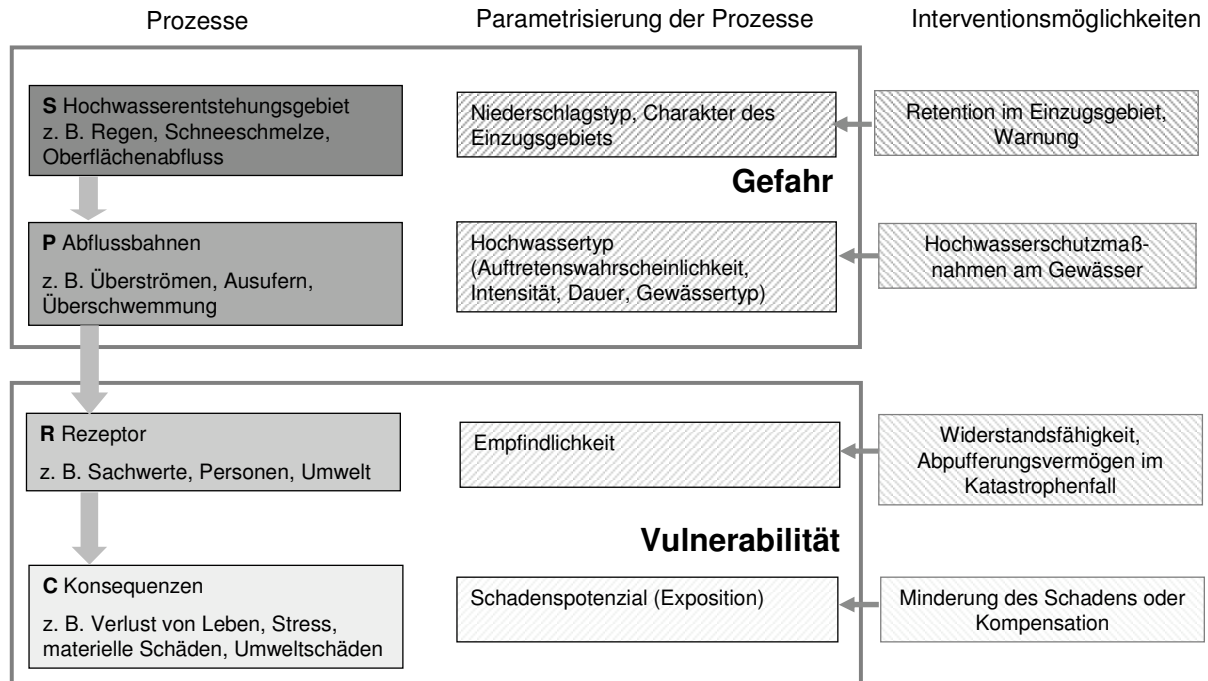 Prozesse
Parametrisierung der Prozesse
Interventionsmöglichkeiten
S Hochwasserentstehungsgebiet
z. B. Regen, Schneeschmelze,
Oberflächenabfluss
Niederschlagstyp, Charakter des
Einzugsgebiets
Retention im Einzugsgebiet,
Warnung
Gefahr
P Abflussbahnen
z. B. Überströmen, Ausufern,
Überschwemmung
Hochwassertyp
(Auftretenswahrscheinlichkeit,
Intensität, Dauer, Gewässertyp)
Hochwasserschutzmaß-
nahmen am Gewässer
R Rezeptor
z. B. Sachwerte, Personen, Umwelt
Empfindlichkeit
Widerstandsfähigkeit,
Abpufferungsvermögen im
Katastrophenfall
Vulnerabilität
C Konsequenzen
z. B. Verlust von Leben, Stress,
materielle Schäden, Umweltschäden
Schadenspotenzial (Exposition)
Minderung des Schadens oder
Kompensation